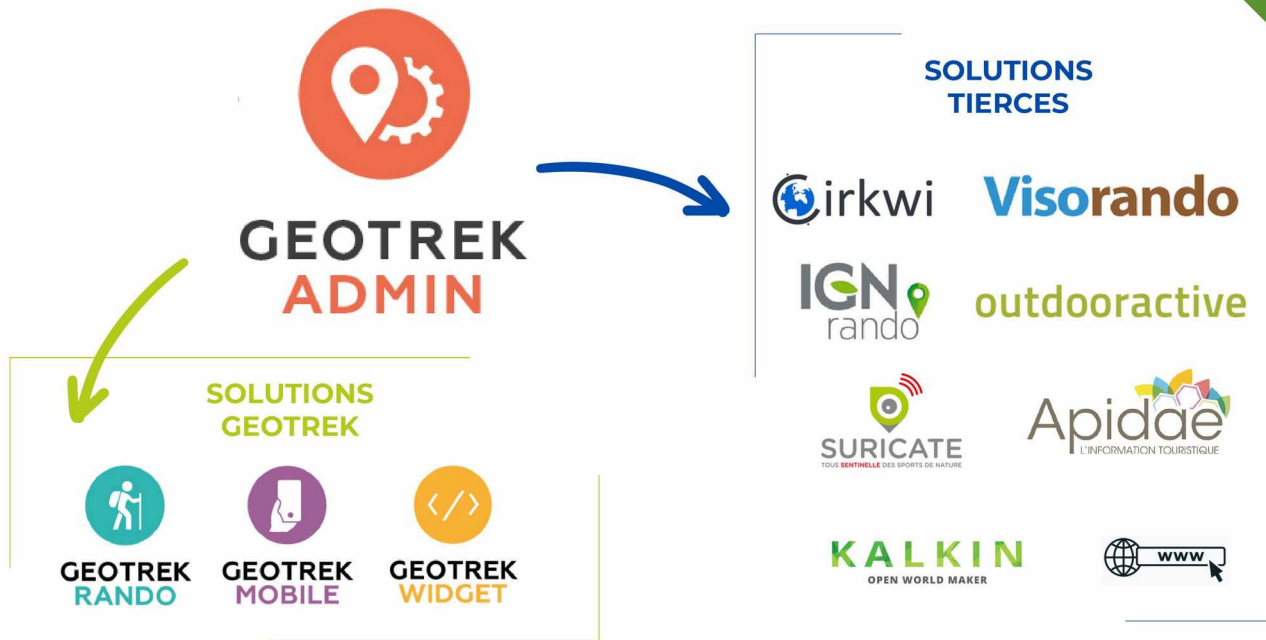 GEOTREK
ADMIN
SOLUTIONS
GEOTREK
GEOTREK
RANDO
GEOTREK
MOBILE
</>
GEOTREK
WIDGET
SOLUTIONS
TIERCES
Cirkwi
Visorando
IGN
rando
outdooractive
SURICATE
TOUS SENTINELLE DES SPORTS DE NATURE
Apidae
L'INFORMATION TOURISTIQUE
KALKIN
OPEN WORLD MAKER
www